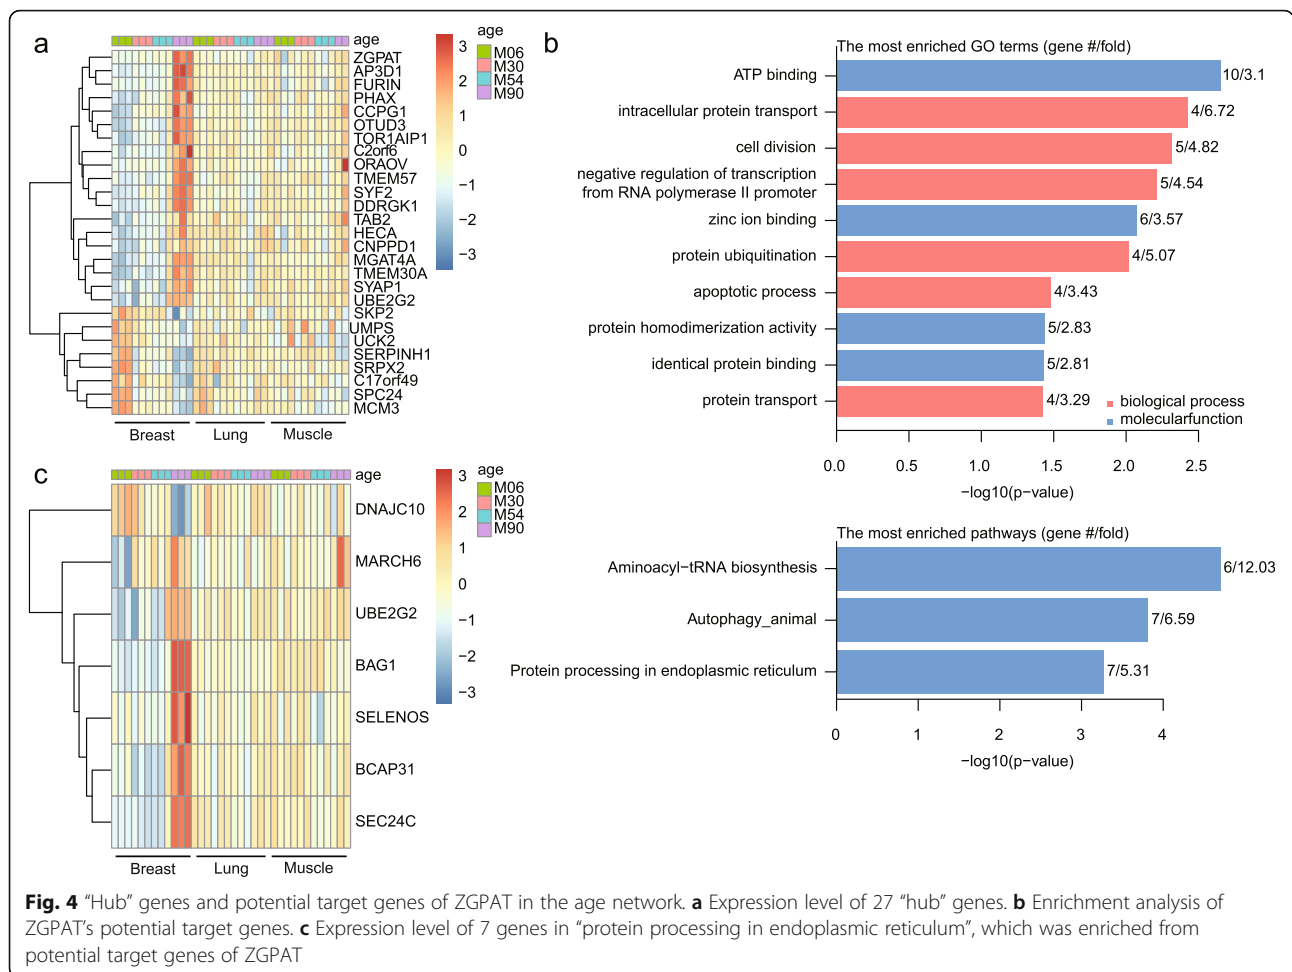 a
age
ZGPAT
AP3D1
FURIN
PHAX
CCPG1
OTUD3
TOR1AIP1
C2orf6
ORAOV
TMEM57
SYF2
DDRGK1
TAB2
HECA
CNPPD1
MGAT4A
TMEM30A
SYAP1
UBE2G2
SKP2
UMPS
UCK2
SERPINH1
SRPX2
C17orf49
SPC24
MCM3
Breast Lung Muscle
3
2
1
0
−1
−2
−3
age
M06
M30
M54
M90
b
The most enriched GO terms (gene #/fold)
ATP binding 10/3.1
intracellular protein transport 4/6.72
cell division 5/4.82
negative regulation of transcription
from RNA polymerase II promoter 5/4.54
zinc ion binding 6/3.57
protein ubiquitination 4/5.07
apoptotic process 4/3.43
protein homodimerization activity 5/2.83
identical protein binding 5/2.81
protein transport 4/3.29
biological process
molecularfunction
0.0 0.5 1.0 1.5 2.0 2.5
−log10(p−value)
The most enriched pathways (gene #/fold)
Aminoacyl−tRNA biosynthesis 6/12.03
Autophagy_animal 7/6.59
Protein processing in endoplasmic reticulum 7/5.31
0 1 2 3 4
−log10(p−value)
c
age
DNAJC10
MARCH6
UBE2G2
BAG1
SELENOS
BCAP31
SEC24C
Breast Lung Muscle
3
2
1
0
−1
−2
−3
age
M06
M30
M54
M90
Fig. 4 “Hub” genes and potential target genes of ZGPAT in the age network. a Expression level of 27 “hub” genes. b Enrichment analysis of
ZGPAT’s potential target genes. c Expression level of 7 genes in “protein processing in endoplasmic reticulum”, which was enriched from
potential target genes of ZGPAT